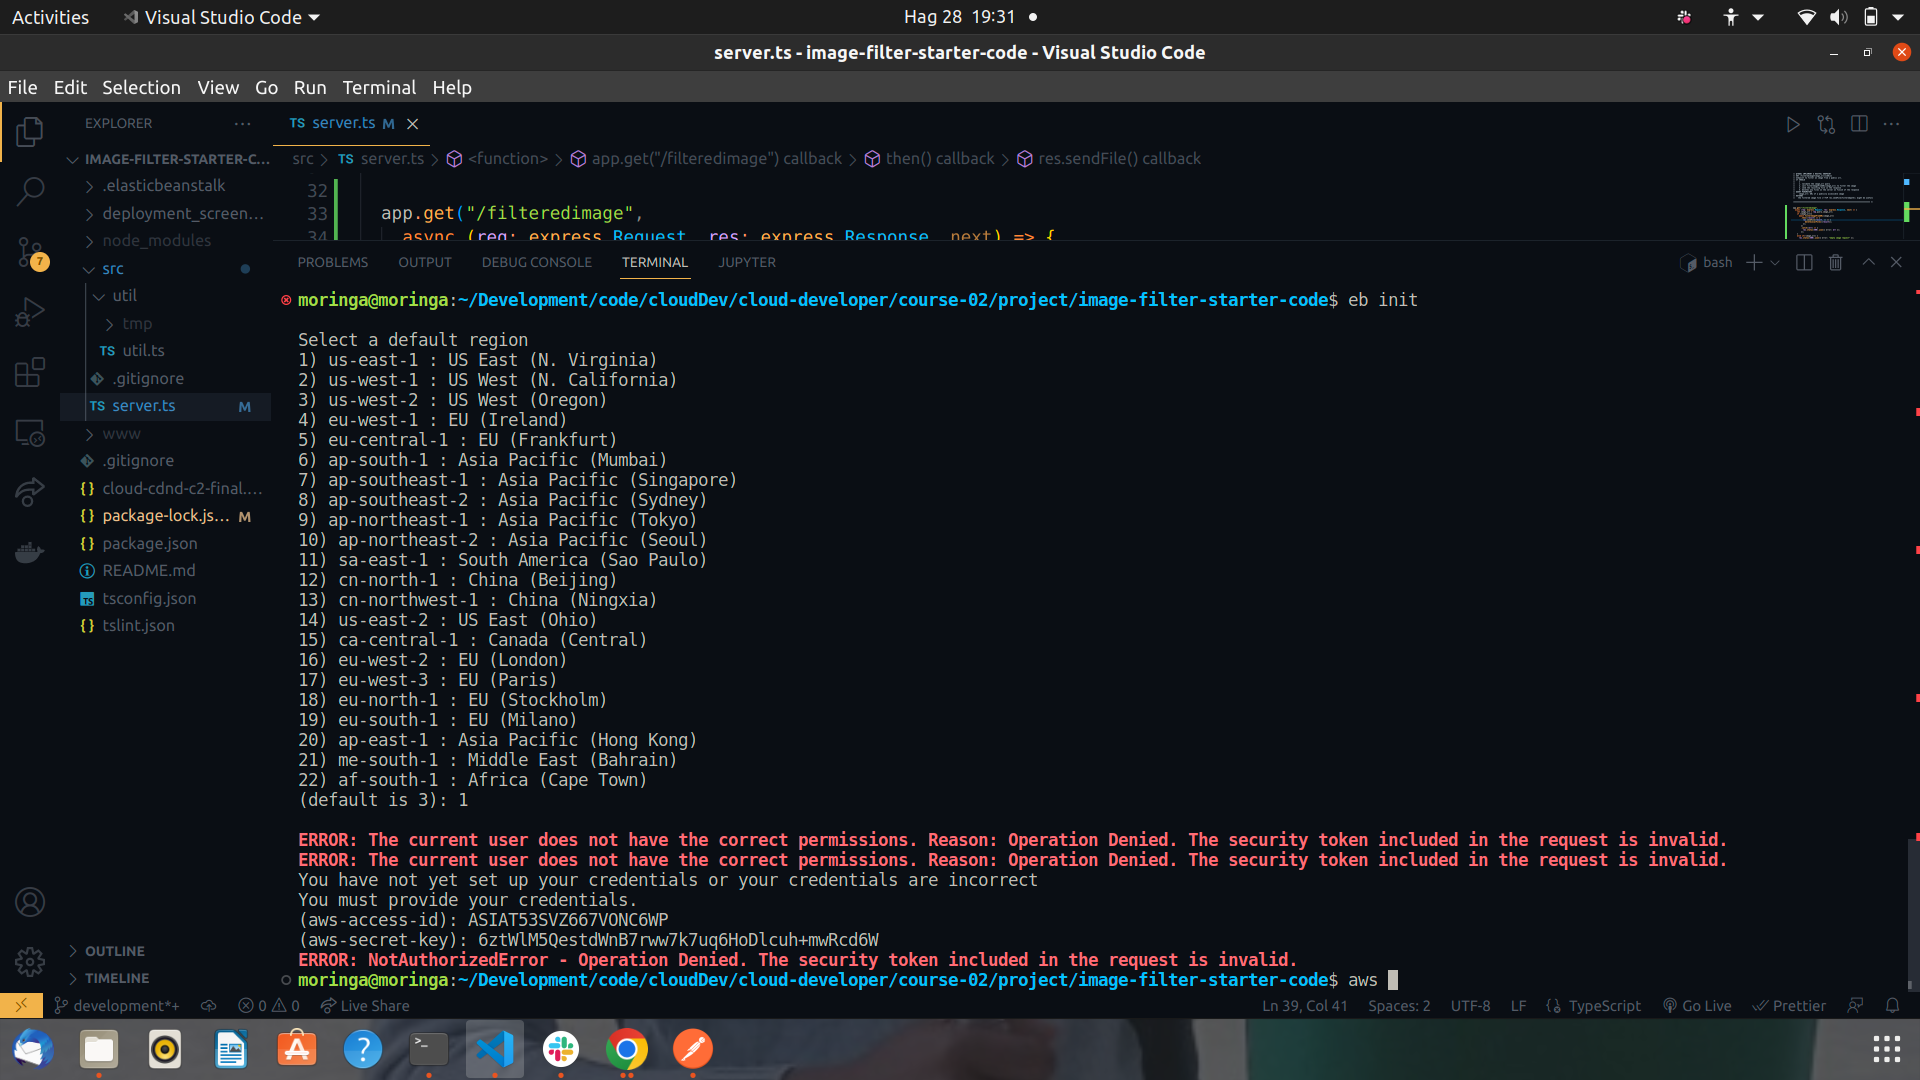 Activities
Visual Studio Code
Hag 28 19:31
server.ts - image-filter-starter-code - Visual Studio Code
File Edit Selection View Go Run Terminal Help
EXPLORER
IMAGE-FILTER-STARTER-C...
.elasticbeanstalk
deployment_screen...
node_modules
src
util
tmp
TS util.ts
.gitignore
TS server.ts M
www
.gitignore
{} cloud-cdnd-c2-final....
{} package-lock.js... M
{} package.json
README.md
TS tsconfig.json
{} tslint.json
OUTLINE
TIMELINE
7
TS server.ts M
src > TS server.ts > <function> > app.get("/filteredimage") callback > then() callback > res.sendFile() callback
32
33 app.get("/filteredimage",
34 async (req: express.Request, res: express.Response, next) => {
PROBLEMS OUTPUT DEBUG CONSOLE TERMINAL JUPYTER
bash
moringa@moringa:~/Development/code/cloudDev/cloud-developer/course-02/project/image-filter-starter-code$ eb init
Select a default region
1) us-east-1 : US East (N. Virginia)
2) us-west-1 : US West (N. California)
3) us-west-2 : US West (Oregon)
4) eu-west-1 : EU (Ireland)
5) eu-central-1 : EU (Frankfurt)
6) ap-south-1 : Asia Pacific (Mumbai)
7) ap-southeast-1 : Asia Pacific (Singapore)
8) ap-southeast-2 : Asia Pacific (Sydney)
9) ap-northeast-1 : Asia Pacific (Tokyo)
10) ap-northeast-2 : Asia Pacific (Seoul)
11) sa-east-1 : South America (Sao Paulo)
12) cn-north-1 : China (Beijing)
13) cn-northwest-1 : China (Ningxia)
14) us-east-2 : US East (Ohio)
15) ca-central-1 : Canada (Central)
16) eu-west-2 : EU (London)
17) eu-west-3 : EU (Paris)
18) eu-north-1 : EU (Stockholm)
19) eu-south-1 : EU (Milano)
20) ap-east-1 : Asia Pacific (Hong Kong)
21) me-south-1 : Middle East (Bahrain)
22) af-south-1 : Africa (Cape Town)
(default is 3): 1
ERROR: The current user does not have the correct permissions. Reason: Operation Denied. The security token included in the request is invalid.
ERROR: The current user does not have the correct permissions. Reason: Operation Denied. The security token included in the request is invalid.
You have not yet set up your credentials or your credentials are incorrect
You must provide your credentials.
(aws-access-id): ASIAT53SVZ667VONC6WP
(aws-secret-key): 6ztWlM5QestdWnB7rww7k7uq6HoDlcuh+mwRcd6W
ERROR: NotAuthorizedError - Operation Denied. The security token included in the request is invalid.
moringa@moringa:~/Development/code/cloudDev/cloud-developer/course-02/project/image-filter-starter-code$ aws
development*+
0 0
Live Share
Ln 39, Col 41
Spaces: 2
UTF-8
LF
{} TypeScript
Go Live
Prettier